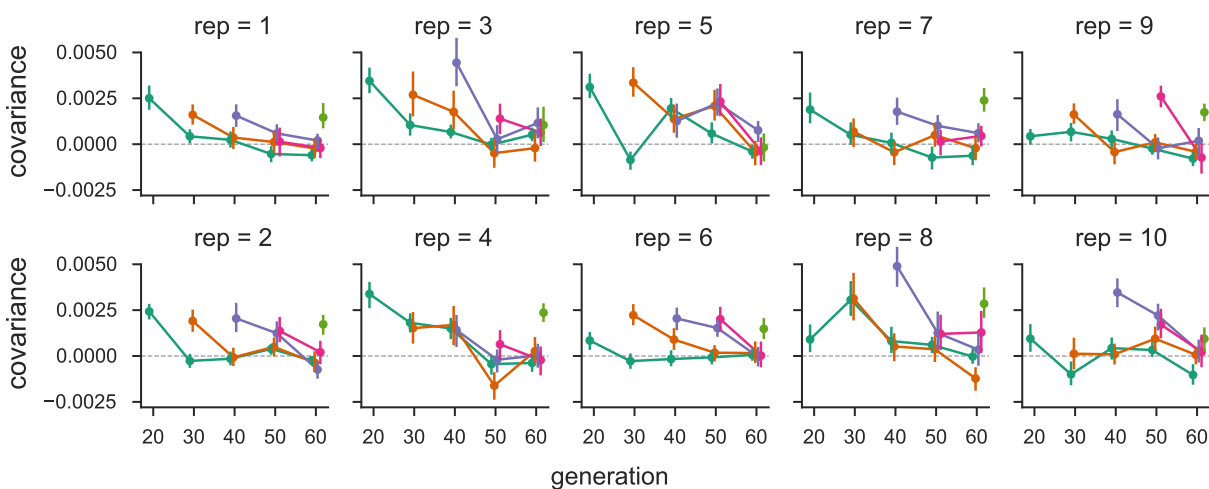 rep = 1 rep = 3 rep = 5 rep = 7 rep = 9
covariance
0.0050
0.0025
0.0000
−0.0025
rep = 2 rep = 4 rep = 6 rep = 8 rep = 10
covariance
0.0050
0.0025
0.0000
−0.0025
20 30 40 50 60 20 30 40 50 60 20 30 40 50 60 20 30 40 50 60 20 30 40 50 60
generation